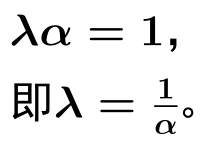 λα = 1,
即λ = 1/α。